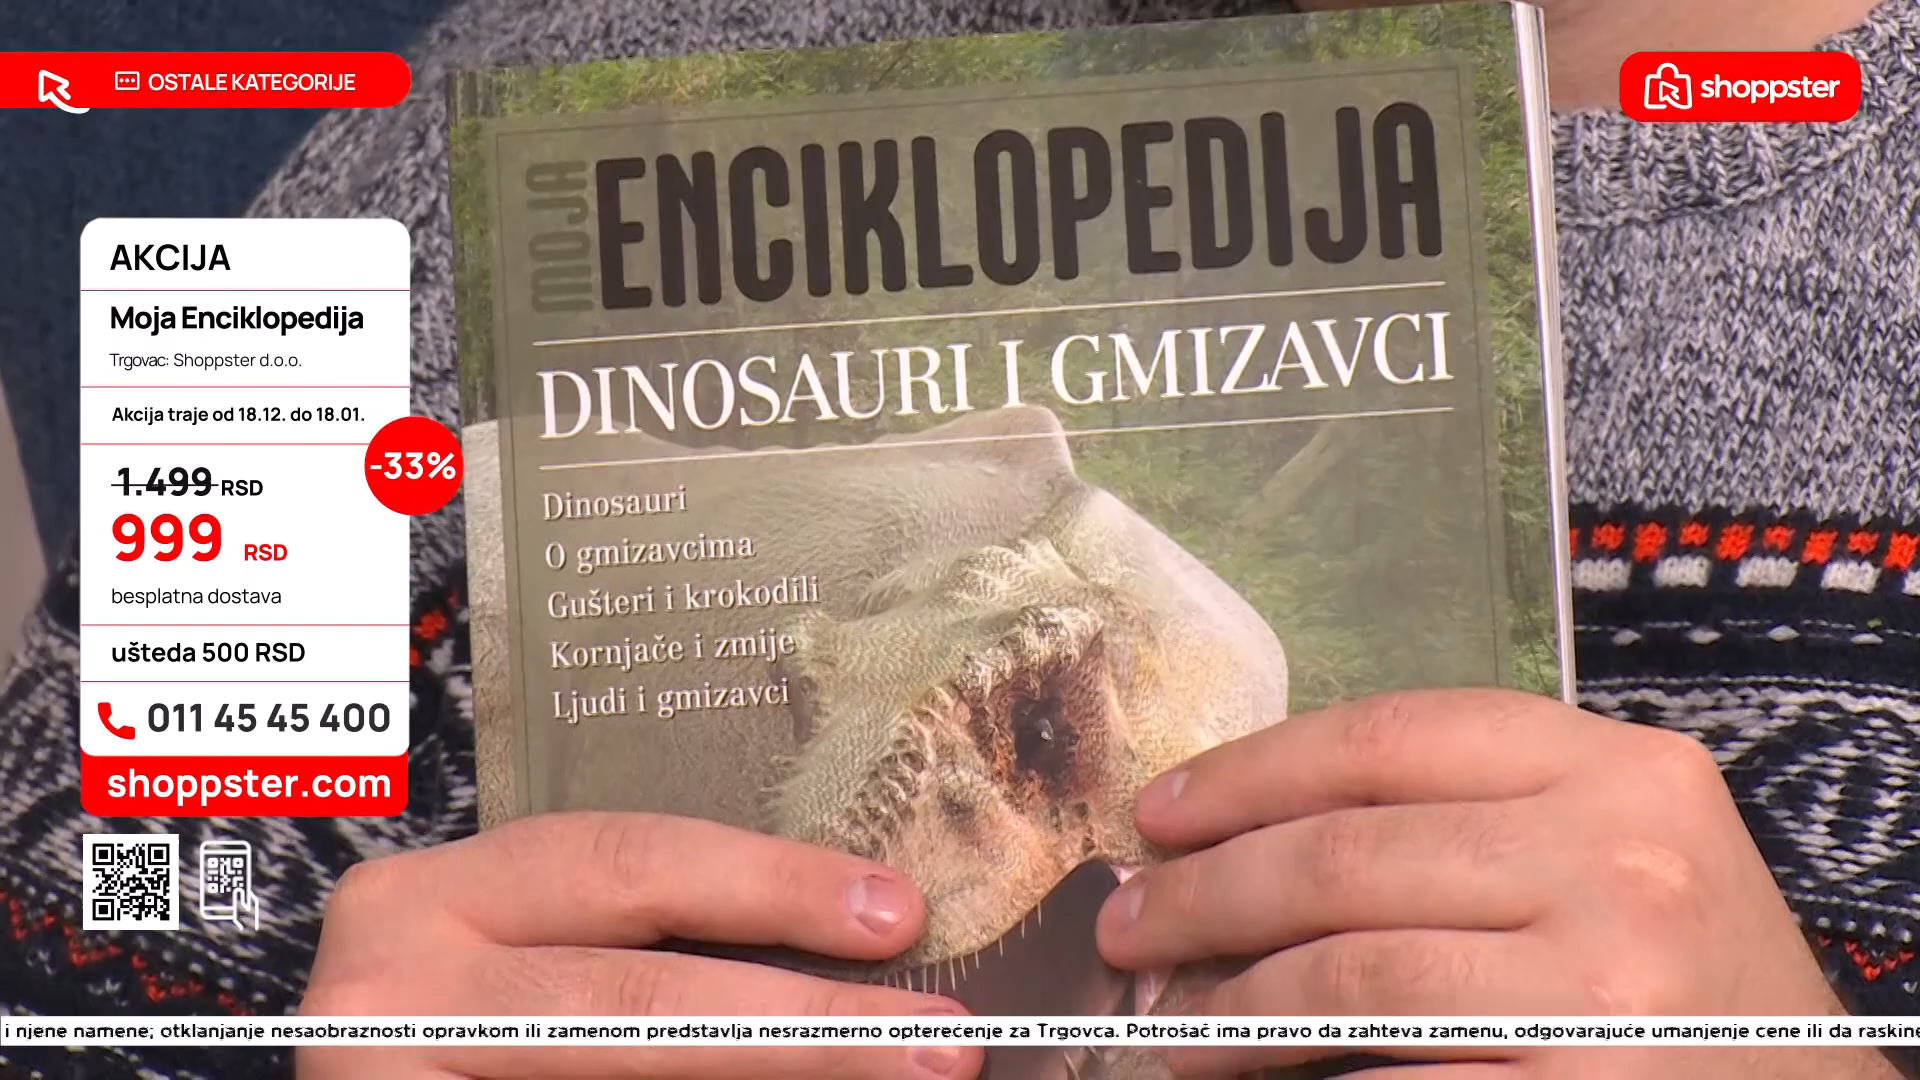 OSTALE KATEGORIJE
shoppster
AKCIJA
Moja Enciklopedija
Trgovac: Shoppster d.o.o.
Akcija traje od 18.12. do 18.01.
-33%
1.499 RSD
999 RSD
besplatna dostava
ušteda 500 RSD
011 45 45 400
shoppster.com
MOJA
ENCIKLOPEDIJA
DINOSAURI I GMIZAVCI
Dinosauri
O gmizavcima
Gušteri i krokodili
Kornjače i zmije
Ljudi i gmizavci
i njene namene; otklanjanje nesaobraznosti opravkom ili zamenom predstavlja nesrazmerno opterećenje za Trgovca. Potrošač ima pravo da zahteva zamenu, odgovarajuće umanjenje cene ili da